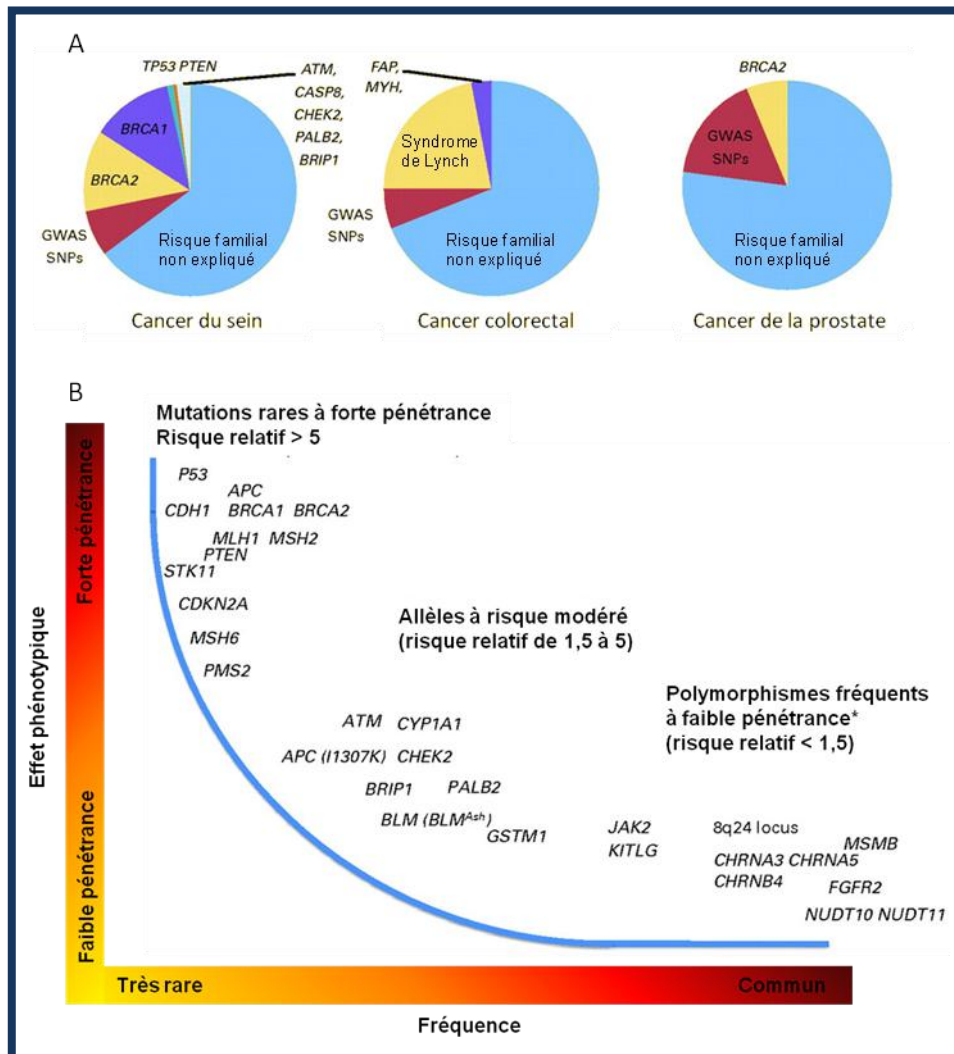 A
TP53 PTEN
BRCA1
BRCA2
GWAS
SNPs
Risque familial
non expliqué
Cancer du sein
ATM,
CASP8,
CHEK2,
PALB2,
BRIP1
FAP,
MYH,
Syndrome
de Lynch
GWAS
SNPs
Risque familial
non expliqué
Cancer colorectal
BRCA2
GWAS
SNPs
Risque familial
non expliqué
Cancer de la prostate
B
Mutations rares à forte pénétrance
Risque relatif > 5
P53
APC
CDH1 BRCA1 BRCA2
MLH1 MSH2
PTEN
STK11
CDKN2A
MSH6
PMS2
Allèles à risque modéré
(risque relatif de 1,5 à 5)
ATM CYP1A1
APC (I1307K) CHEK2
BRIP1 PALB2
BLM (BLMAsh)
GSTM1
Polymorphismes fréquents
à faible pénétrance*
(risque relatif < 1,5)
JAK2
KITLG
8q24 locus
MSMB
CHRNA3 CHRNA5
CHRNB4
FGFR2
NUDT10 NUDT11
Effet phénotypique
Forte pénétrance
Faible pénétrance
Très rare
Commun
Fréquence